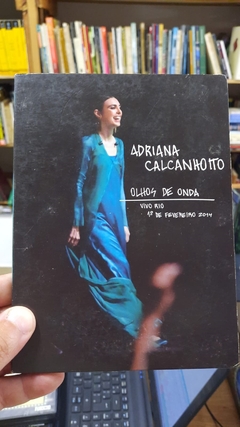 ADRIANA
CALCANHOTTO
OLHOS DE ONDA
VIVO RIO
1º DE FEVEREIRO 2014